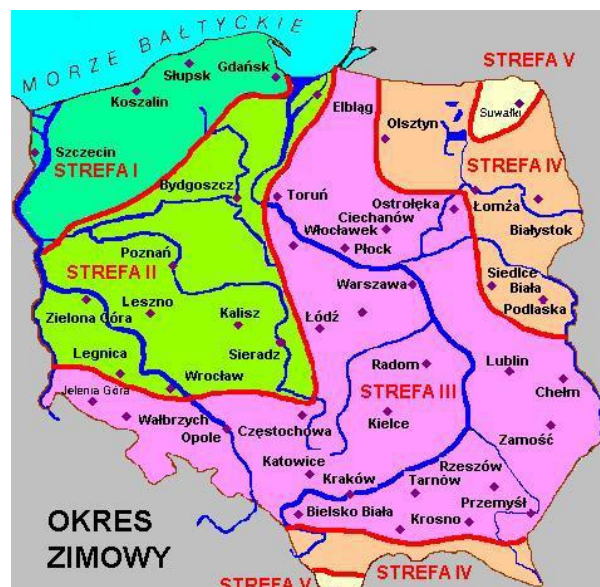 MORZE BAŁTYCKIE
STREFA V
Słupsk
Gdańsk
Koszalin
Elbląg
Suwałki
Olsztyn
Szczecin
STREFA I
STREFA IV
Bydgoszcz
Toruń
Ostrołęka
Łomża
Ciechanów
Włocławek
Białystok
Płock
Poznań
STREFA II
Siedlce
Warszawa
Biała
Podlaska
Leszno
Zielona Góra
Kalisz
Łódź
Sieradz
Legnica
Radom
Lublin
Wrocław
STREFA III
Chełm
Jelenia Góra
Wałbrzych
Opole
Częstochowa
Kielce
Zamość
Katowice
Rzeszów
Kraków
Tarnów
Przemyśl
Bielsko Biała
Krosno
OKRES
ZIMOWY
STREFA IV
STREFA V